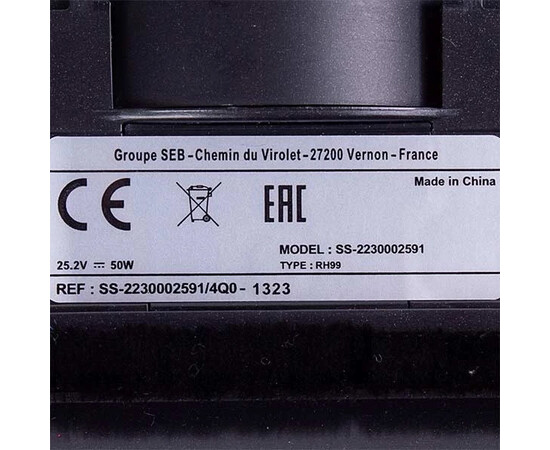 Groupe SEB - Chemin du Virolet - 27200 Vernon - France
Made in China
CE
EAC
MODEL : SS-2230002591
25.2V ⎓ 50W
TYPE : RH99
REF : SS-2230002591/4Q0 - 1323